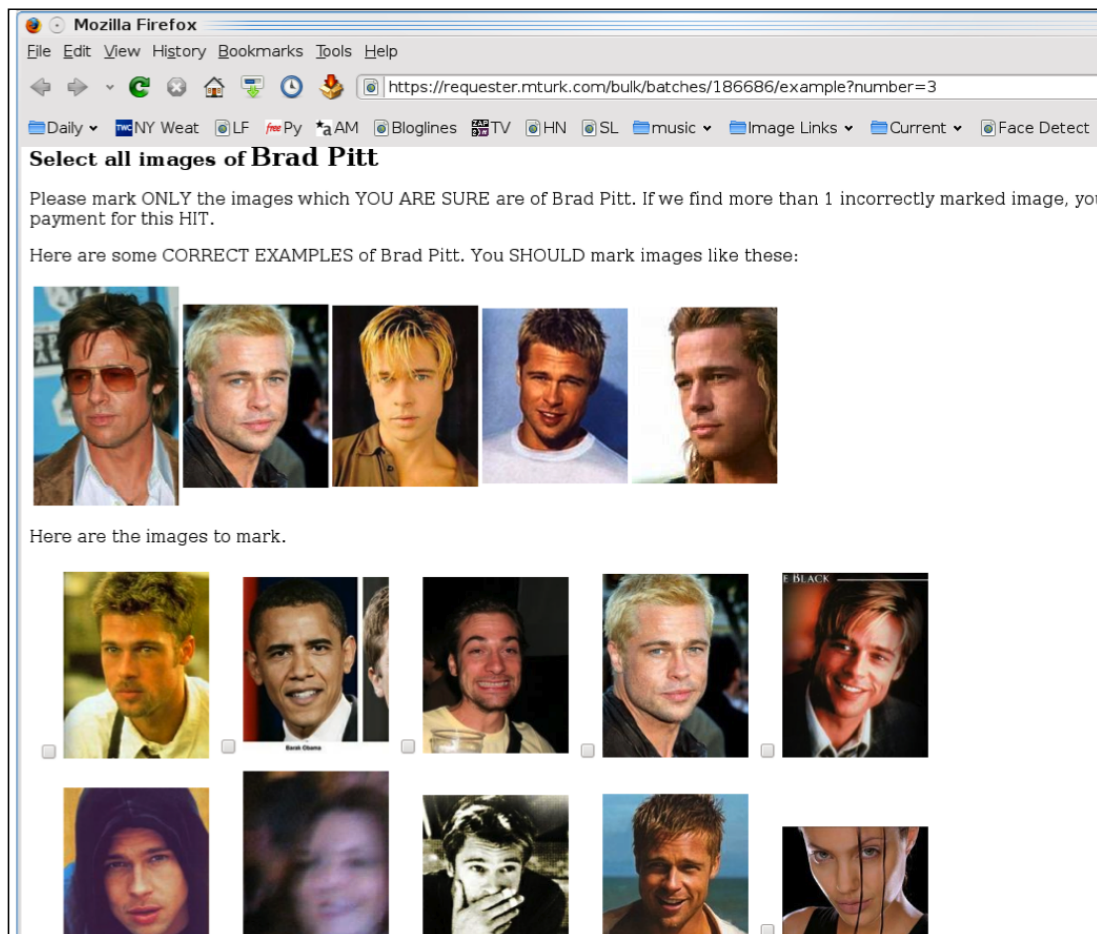 Mozilla Firefox
File Edit View History Bookmarks Tools Help
https://requester.mturk.com/bulk/batches/186686/example?number=3
Daily TWC NY Weat LF free Py *a AM Bloglines TV HN SL music Image Links Current Face Detect
Select all images of Brad Pitt
Please mark ONLY the images which YOU ARE SURE are of Brad Pitt. If we find more than 1 incorrectly marked image, you
payment for this HIT.
Here are some CORRECT EXAMPLES of Brad Pitt. You SHOULD mark images like these:
Here are the images to mark.
E BLACK
Barak Obama